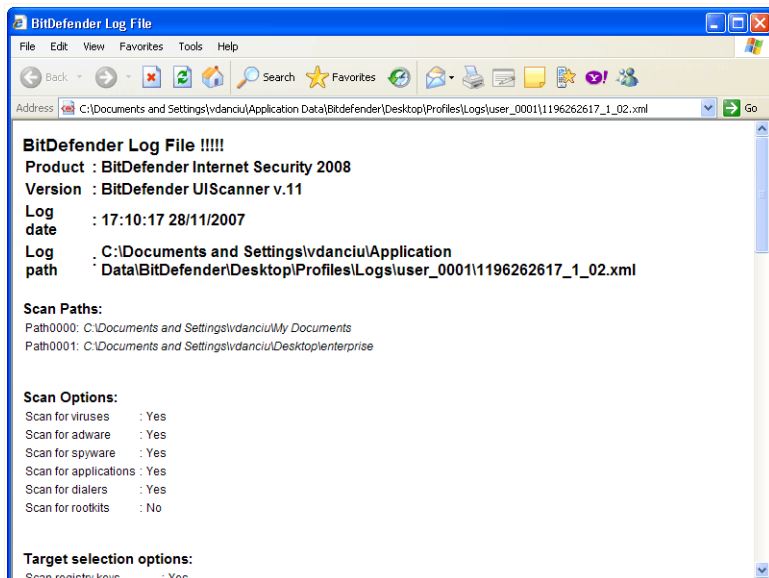 BitDefender Log File
File Edit View Favorites Tools Help
Back Search Favorites
Address C:\Documents and Settings\vdanciu\Application Data\Bitdefender\Desktop\Profiles\Logs\user_0001\1196262617_1_02.xml Go
BitDefender Log File !!!!!
Product : BitDefender Internet Security 2008
Version : BitDefender UIScanner v.11
Log date : 17:10:17 28/11/2007
Log path : C:\Documents and Settings\vdanciu\Application
Data\BitDefender\Desktop\Profiles\Logs\user_0001\1196262617_1_02.xml
Scan Paths:
Path0000: C:\Documents and Settings\vdanciu\My Documents
Path0001: C:\Documents and Settings\vdanciu\Desktop\enterprise
Scan Options:
Scan for viruses : Yes
Scan for adware : Yes
Scan for spyware : Yes
Scan for applications : Yes
Scan for dialers : Yes
Scan for rootkits : No
Target selection options:
Scan registry keys : Yes